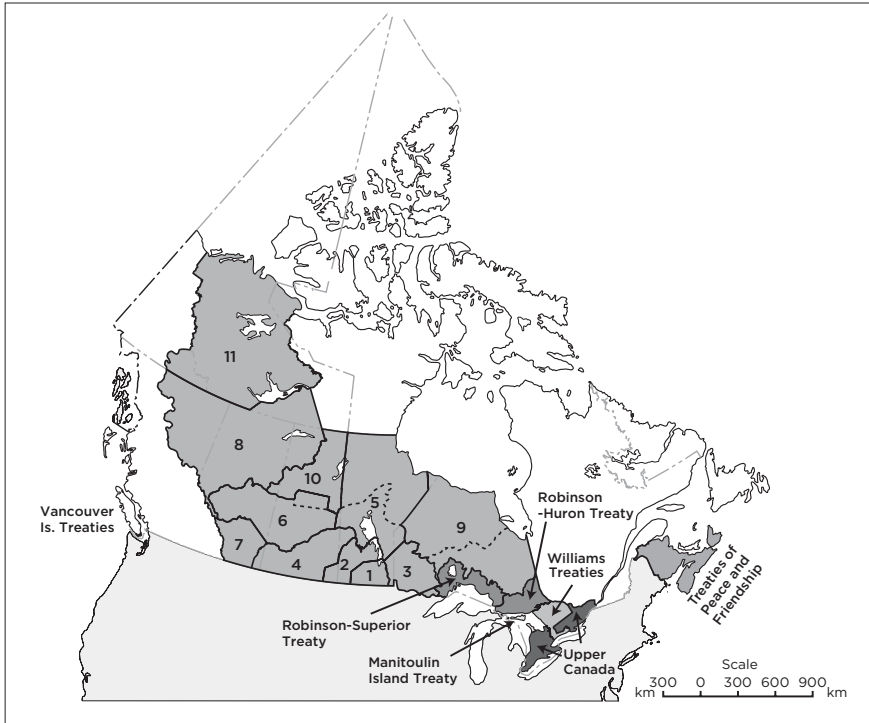 11
8
10
5
9
6
7
4
2
1
3
Vancouver
Is. Treaties
Robinson
-Huron Treaty
Williams
Treaties
Treaties of
Peace and
Friendship
Robinson-Superior
Treaty
Manitoulin
Island Treaty
Upper
Canada
Scale
km 300 0 300 600 900 km